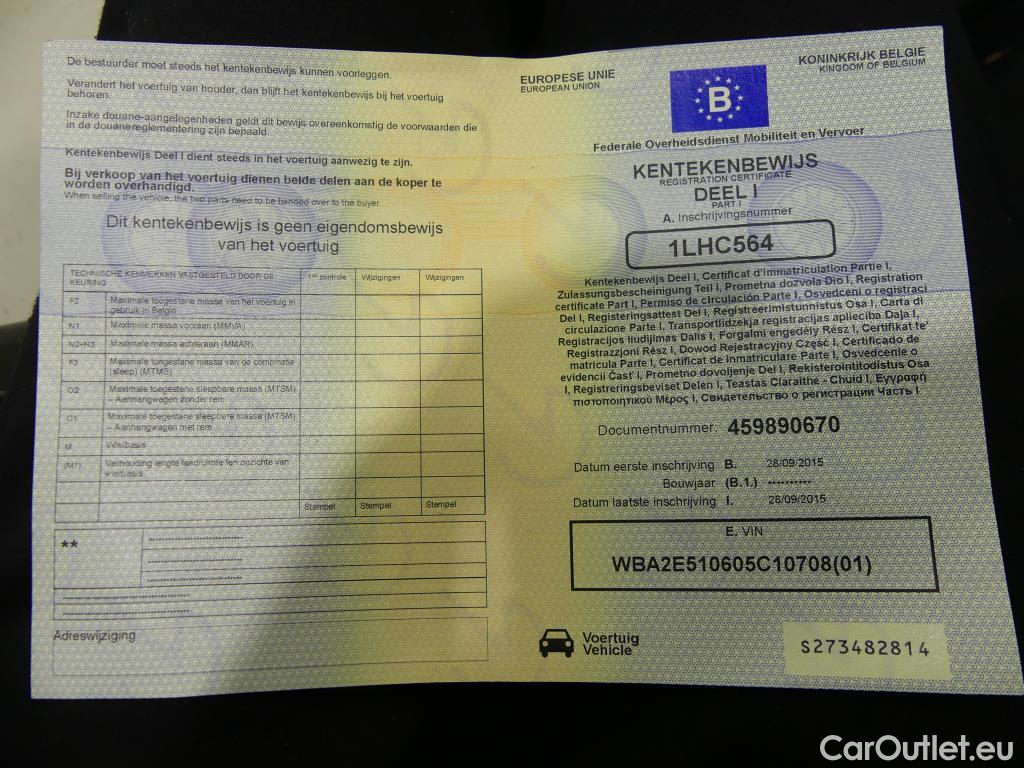 De bestuurder moet steeds het kentekenbewijs kunnen voorleggen.
Verandert het voertuig van houder, dan blijft het kentekenbewijs bij het voertuig
behoren.
Inzake douane-aangelegenheden geldt dit bewijs overeenkomstig de voorwaarden die
in de douanereglementering zijn bepaald.
Kentekenbewijs Deel I dient steeds in het voertuig aanwezig te zijn.
Bij verkoop van het voertuig dienen beide delen aan de koper te
worden overhandigd.
When selling the vehicle, the two parts need to be handed over to the buyer.
Dit kentekenbewijs is geen eigendomsbewijs
van het voertuig
TECHNISCHE KENMERKEN VASTGESTELD DOOR DE
KEURING
1ste controle
Wijzigingen
Wijzigingen
F2 Maximale toegestane massa van het voertuig in
gebruik in België
N1 Maximale massa vooraan (MMVA)
N2+N3 Maximale massa achteraan (MMAR)
F3 Maximale toegestane massa van de combinatie
(sleep) (MTMS)
O2 Maximale toegestane sleepbare massa (MTSM)
– Aanhangwagen zonder rem
O1 Maximale toegestane sleepbare massa (MTSM)
– Aanhangwagen met rem
M Wielbasis
(M1) Verhouding lengte laadruimte ten opzichte van
wielbasis
Stempel Stempel Stempel
**
Adreswijziging
EUROPESE UNIE
EUROPEAN UNION
B
KONINKRIJK BELGIE
KINGDOM OF BELGIUM
Federale Overheidsdienst Mobiliteit en Vervoer
KENTEKENBEWIJS
REGISTRATION CERTIFICATE
DEEL I
PART I
A. Inschrijvingsnummer
1LHC564
Kentekenbewijs Deel I, Certificat d'Immatriculation Partie I,
Zulassungsbescheinigung Teil I, Prometna dozvola Dio I, Registration
certificate Part I, Permiso de circulación Parte I, Osvedceni o registraci
Del I, Registeringsattest Del I, Registreerimistunnistus Osa I, Carta di
circulazione Parte I, Transportlidzekja registracijas aplieciba Daja I,
Registracijos liudijimas Dalis I, Forgalmi engedély Rész I, Certifikat te'
Registrazzjoni Rész I, Dowod Rejestracyjny Część I, Certificado de
matricula Parte I, Certificat de Inmatriculare Parte I, Osvedcenie o
evidencii Čast' I, Prometno dovoljenje Del I, Rekisterointitodistus Osa
I, Registreringsbeviset Delen I, Teastas Claraithe - Chuid I, Εγγραφή
πιστοποιητικού Μέρος I, Свидетельство о регистрации Часть I
Documentnummer: 459890670
Datum eerste inschrijving B. 28/09/2015
Bouwjaar (B.1.) **********
Datum laatste inschrijving I. 28/09/2015
E. VIN
WBA2E510605C10708(01)
Voertuig
Vehicle
S273482814
CarOutlet.eu